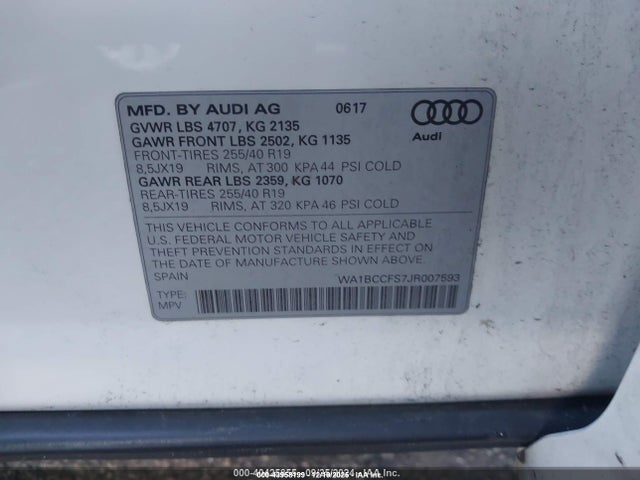 MFD. BY AUDI AG 0617
GVWR LBS 4707, KG 2135
GAWR FRONT LBS 2502, KG 1135
FRONT-TIRES 255/40 R19
8,5JX19 RIMS, AT 300 KPA 44 PSI COLD
GAWR REAR LBS 2359, KG 1070
REAR-TIRES 255/40 R19
8,5JX19 RIMS, AT 320 KPA 46 PSI COLD
Audi
THIS VEHICLE CONFORMS TO ALL APPLICABLE
U.S. FEDERAL MOTOR VEHICLE SAFETY AND
THEFT PREVENTION STANDARDS IN EFFECT ON
THE DATE OF MANUFACTURE SHOWN ABOVE.
SPAIN WA1BCCFS7JR007593
TYPE:
MPV
IAA Inc.